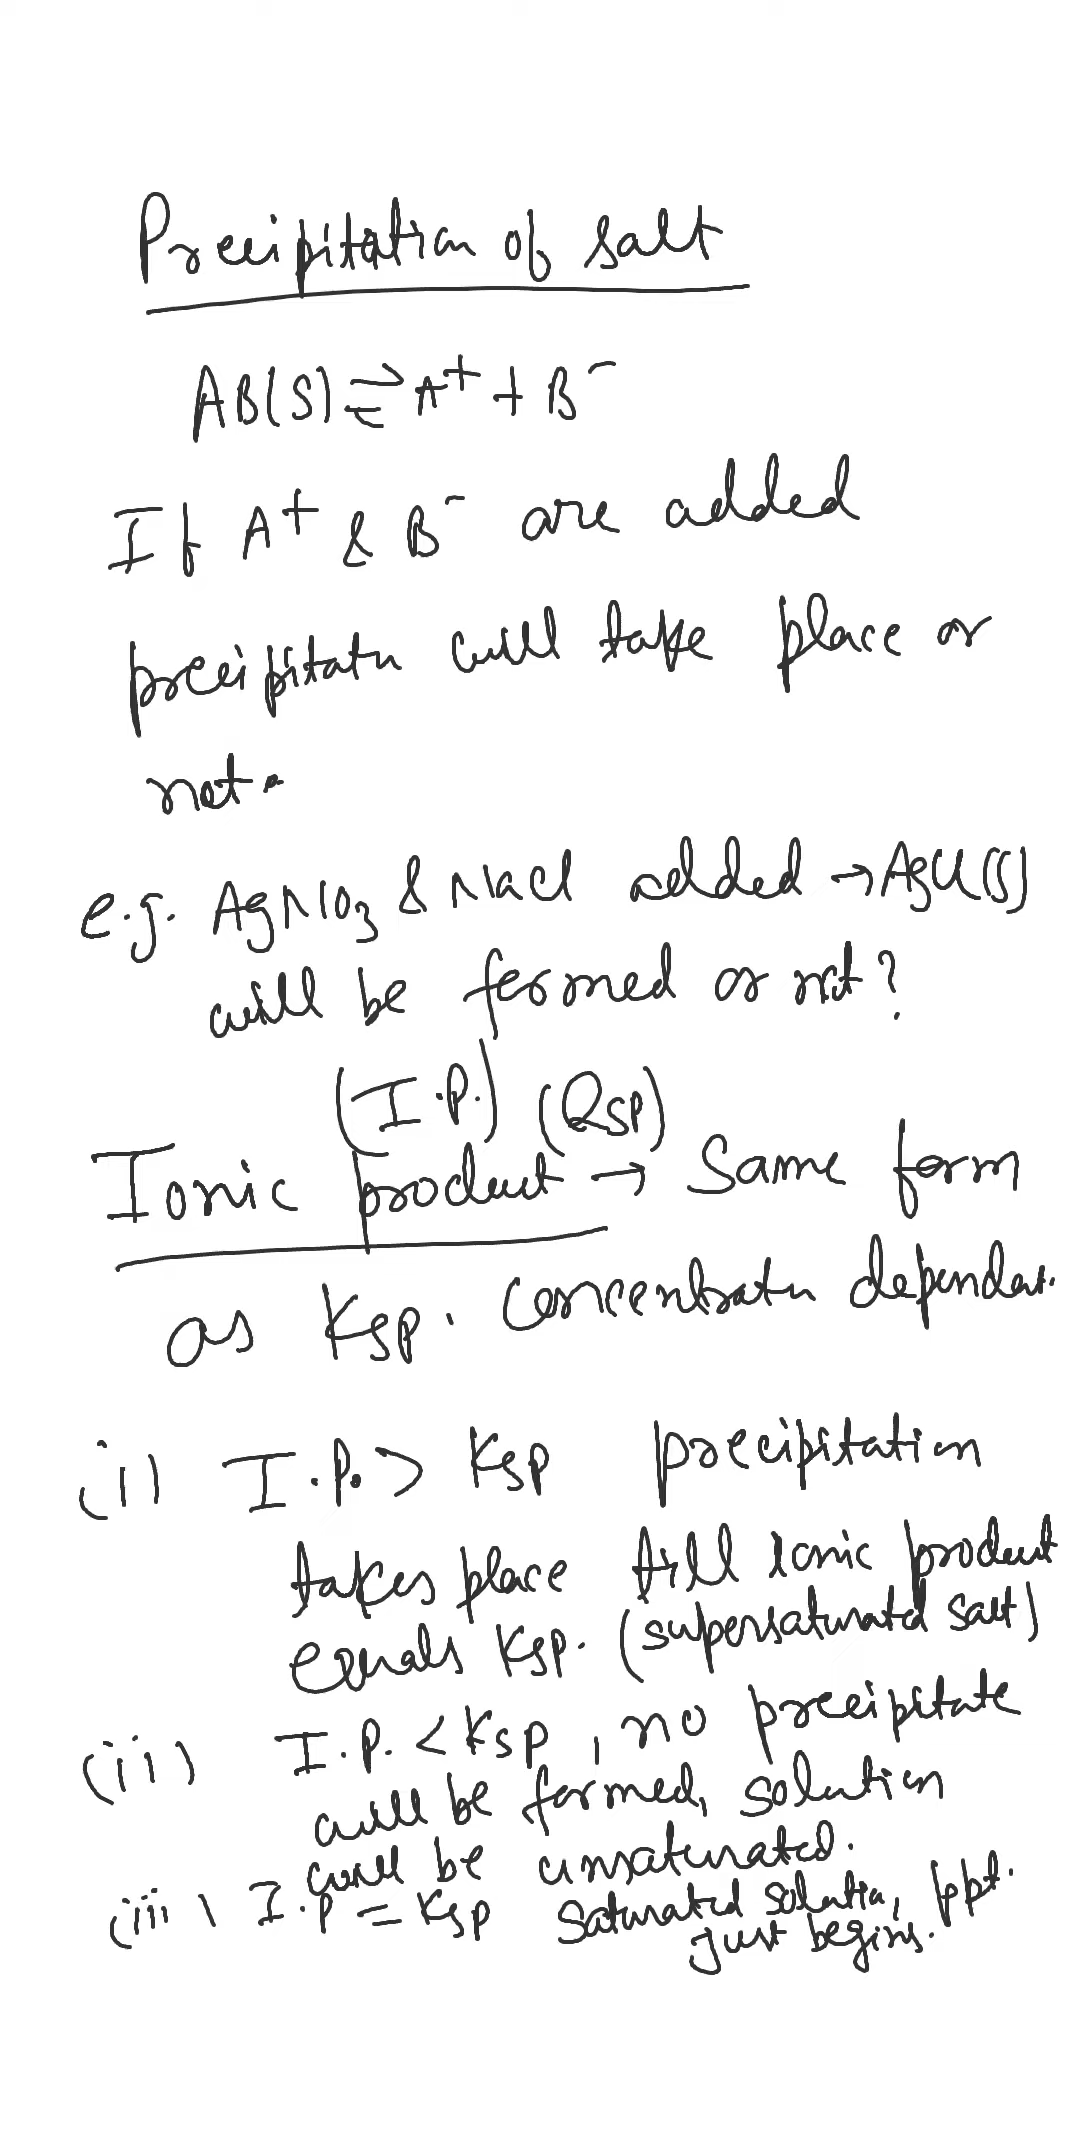 Precipitation of salt
AB(S) ⇌ A⁺ + B⁻
If A⁺ & B⁻ are added
precipitatn will take place or
not.
e.g. AgNO₃ & NaCl added → AgCl(S)
will be formed or not?
(I.P.) (Qsp)
Ionic product → Same form
as Ksp. Concentratn dependent.
(i) I.P. > Ksp precipitation
takes place till ionic product
equals Ksp. (supersaturated salt)
(ii) I.P. < Ksp, no precipitate
will be formed, solution
will be unsaturated.
(iii) I.P = Ksp Saturated solutin, ppt.
just begins.